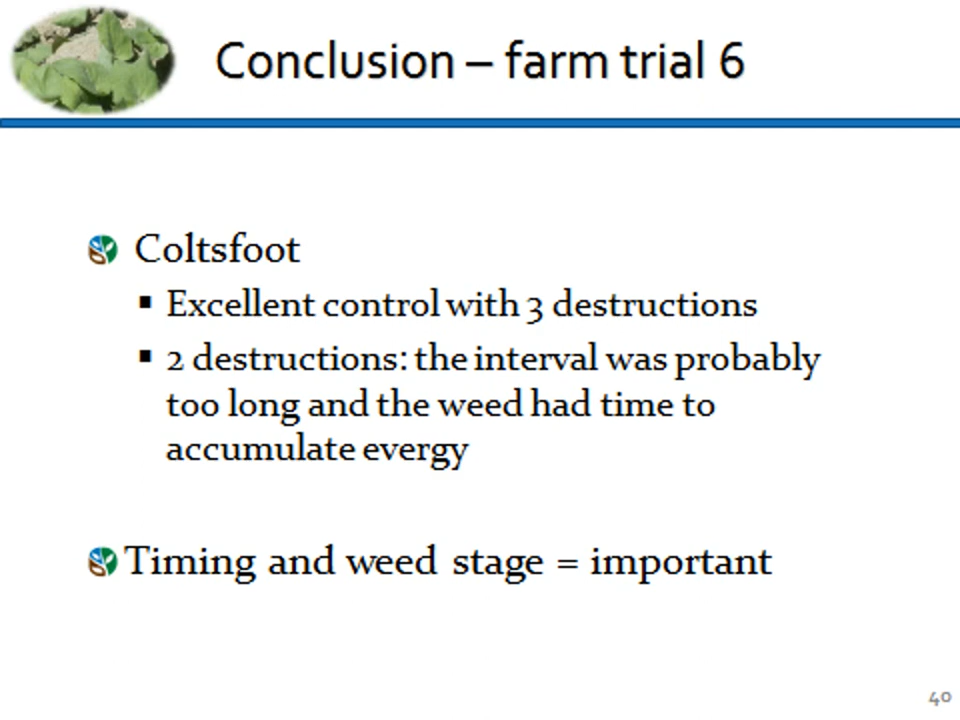 Conclusion – farm trial 6
Coltsfoot
▪ Excellent control with 3 destructions
▪ 2 destructions: the interval was probably
too long and the weed had time to
accumulate evergy
Timing and weed stage = important
40